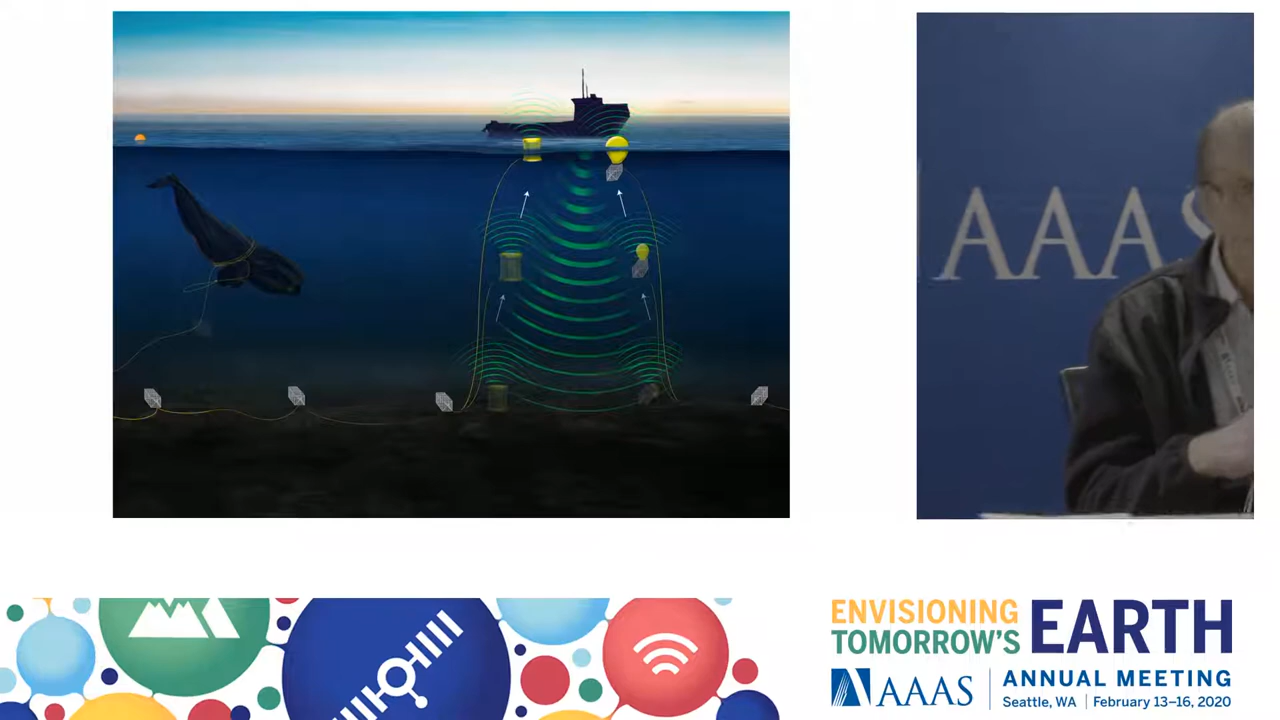 AAAS
ENVISIONING
TOMORROW'S
EARTH
AAAS
ANNUAL MEETING
Seattle, WA | February 13–16, 2020